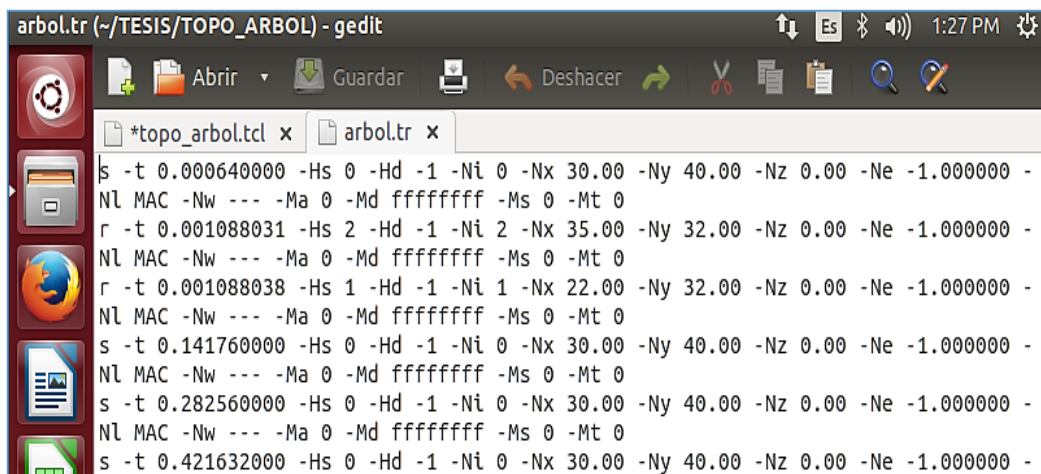 arbol.tr (~/TESIS/TOPO_ARBOL) - gedit
Es
1:27 PM
Abrir
Guardar
Deshacer
*topo_arbol.tcl x
arbol.tr x
s -t 0.000640000 -Hs 0 -Hd -1 -Ni 0 -Nx 30.00 -Ny 40.00 -Nz 0.00 -Ne -1.000000 -
Nl MAC -Nw --- -Ma 0 -Md ffffffff -Ms 0 -Mt 0
r -t 0.001088031 -Hs 2 -Hd -1 -Ni 2 -Nx 35.00 -Ny 32.00 -Nz 0.00 -Ne -1.000000 -
Nl MAC -Nw --- -Ma 0 -Md ffffffff -Ms 0 -Mt 0
r -t 0.001088038 -Hs 1 -Hd -1 -Ni 1 -Nx 22.00 -Ny 32.00 -Nz 0.00 -Ne -1.000000 -
Nl MAC -Nw --- -Ma 0 -Md ffffffff -Ms 0 -Mt 0
s -t 0.141760000 -Hs 0 -Hd -1 -Ni 0 -Nx 30.00 -Ny 40.00 -Nz 0.00 -Ne -1.000000 -
Nl MAC -Nw --- -Ma 0 -Md ffffffff -Ms 0 -Mt 0
s -t 0.282560000 -Hs 0 -Hd -1 -Ni 0 -Nx 30.00 -Ny 40.00 -Nz 0.00 -Ne -1.000000 -
Nl MAC -Nw --- -Ma 0 -Md ffffffff -Ms 0 -Mt 0
s -t 0.421632000 -Hs 0 -Hd -1 -Ni 0 -Nx 30.00 -Ny 40.00 -Nz 0.00 -Ne -1.000000 -